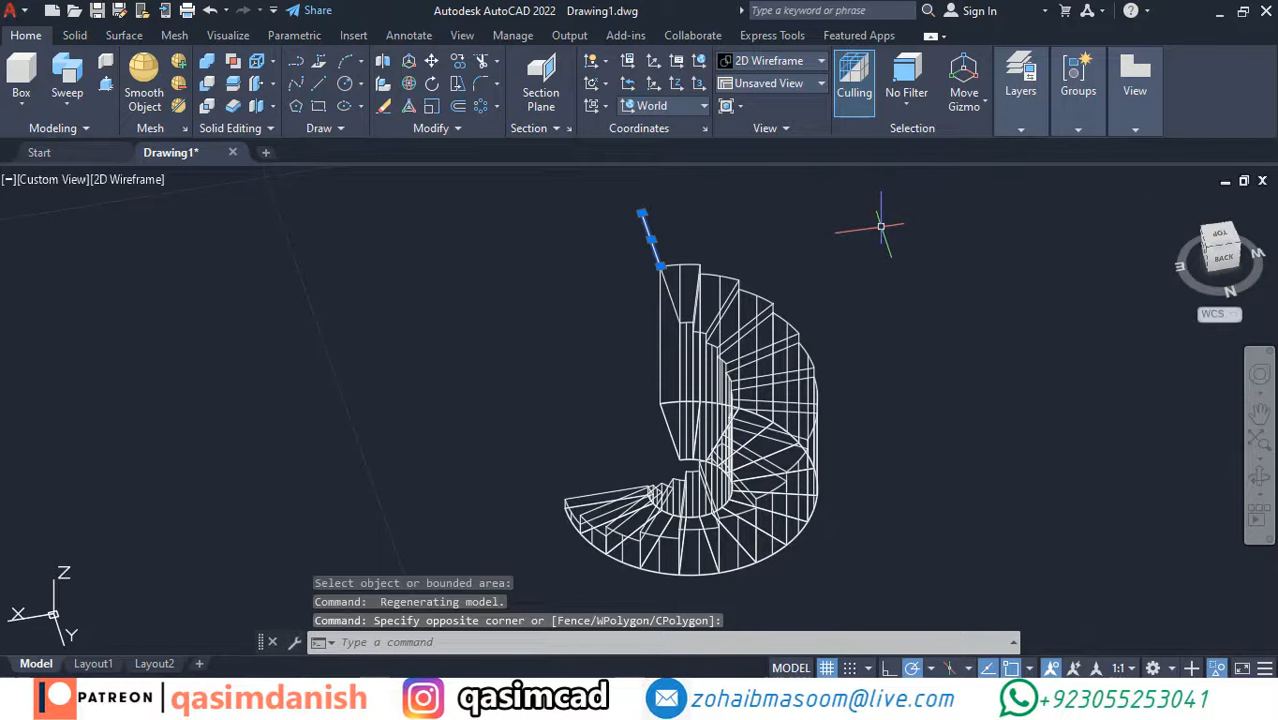 Share
Autodesk AutoCAD 2022 Drawing1.dwg
Type a keyword or phrase
Sign In
Home Solid Surface Mesh Visualize Parametric Insert Annotate View Manage Output Add-ins Collaborate Express Tools Featured Apps
Box
Sweep
Modeling
Smooth
Object
Mesh
Solid Editing
Draw
Modify
Section
Plane
Section
World
Coordinates
2D Wireframe
Unsaved View
View
Culling
No Filter
Move
Gizmo
Selection
Layers
Groups
View
Start
Drawing1*
[−][Custom View][2D Wireframe]
TOP
BACK
E
W
N
WCS
Z
X
Y
Select object or bounded area:
Command: Regenerating model.
Command: Specify opposite corner or [Fence/WPolygon/CPolygon]:
Type a command
Model Layout1 Layout2
MODEL
1:1
PATREON qasimdanish
qasimcad
zohaibmasoom@live.com
+923055253041